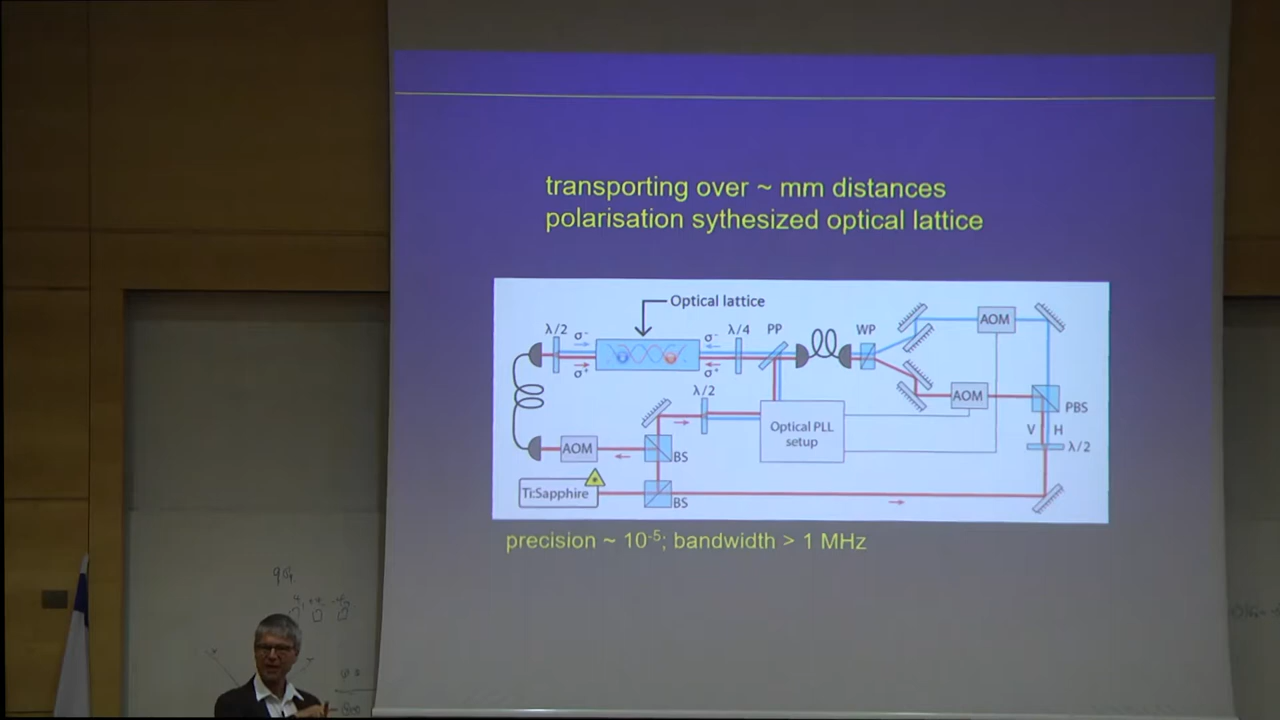 transporting over ~ mm distances
polarisation sythesized optical lattice
Optical lattice
λ/2
σ⁻
σ⁺
σ⁻
σ⁺
λ/4
PP
WP
AOM
λ/2
AOM
PBS
Optical PLL
setup
V
H
λ/2
AOM
BS
Ti:Sapphire
BS
precision ~ 10⁻⁵; bandwidth > 1 MHz